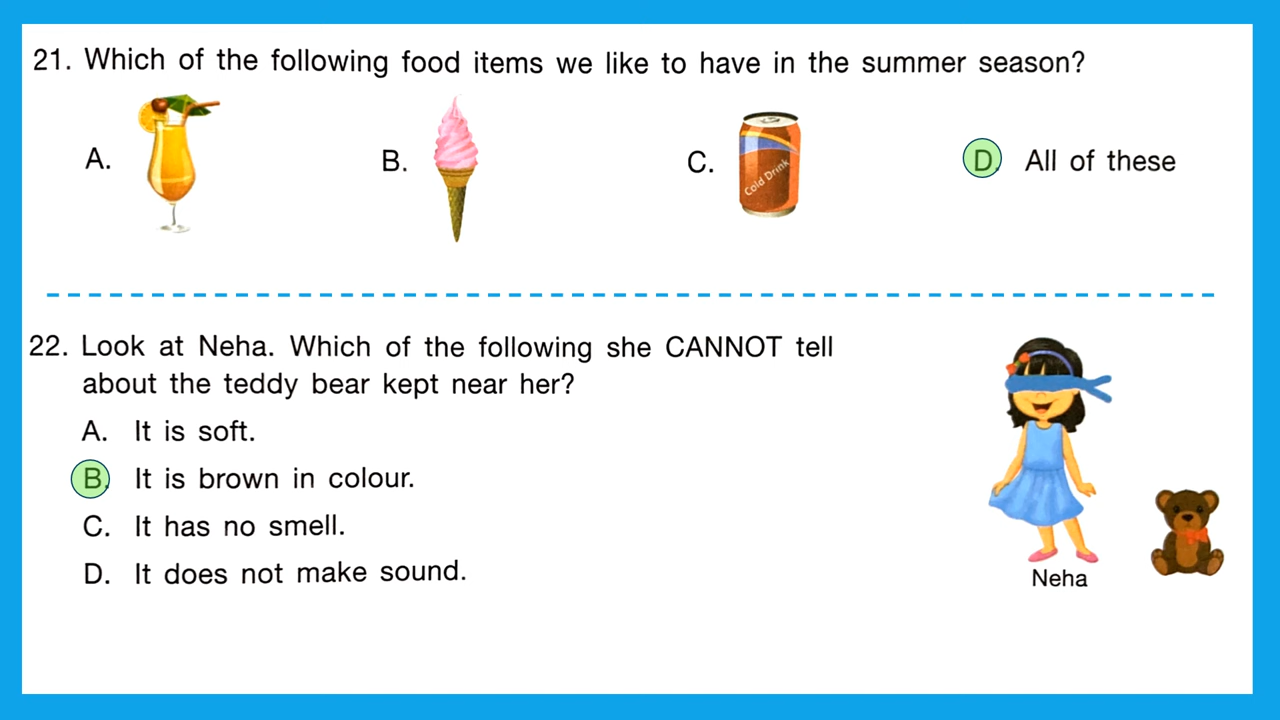 21. Which of the following food items we like to have in the summer season?
A. B. C. Cold Drink D. All of these
22. Look at Neha. Which of the following she CANNOT tell
about the teddy bear kept near her?
A. It is soft.
B. It is brown in colour.
C. It has no smell.
D. It does not make sound.
Neha